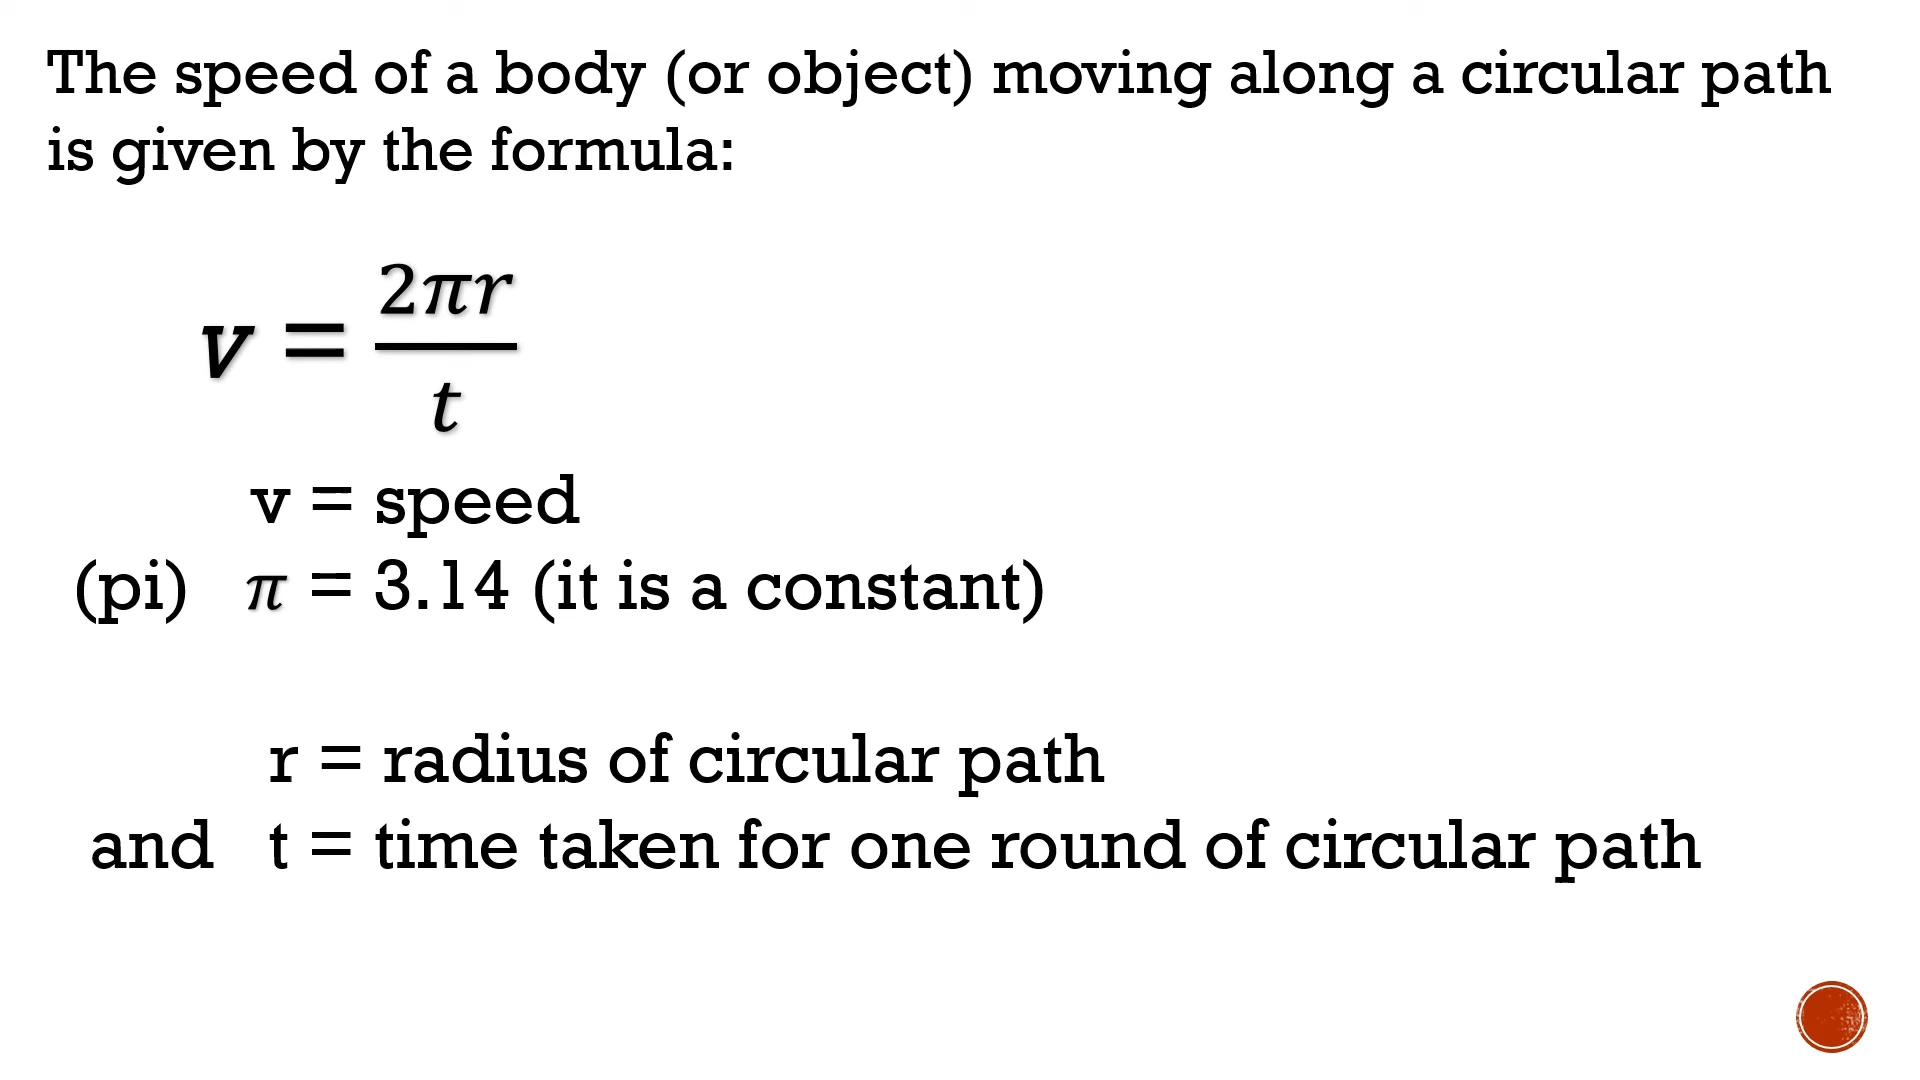 The speed of a body (or object) moving along a circular path
is given by the formula:
v = \frac{2πr}{t}
v = speed
(pi) π = 3.14 (it is a constant)
r = radius of circular path
and t = time taken for one round of circular path